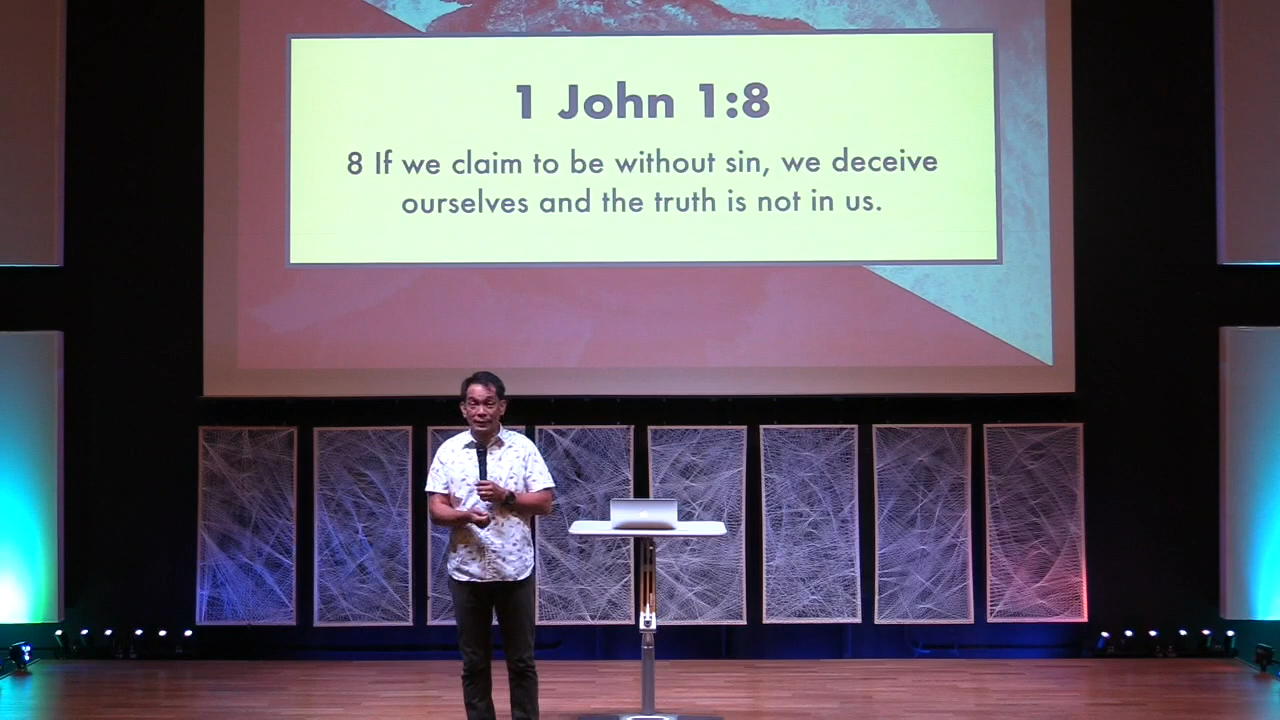 1 John 1:8
8 If we claim to be without sin, we deceive
ourselves and the truth is not in us.